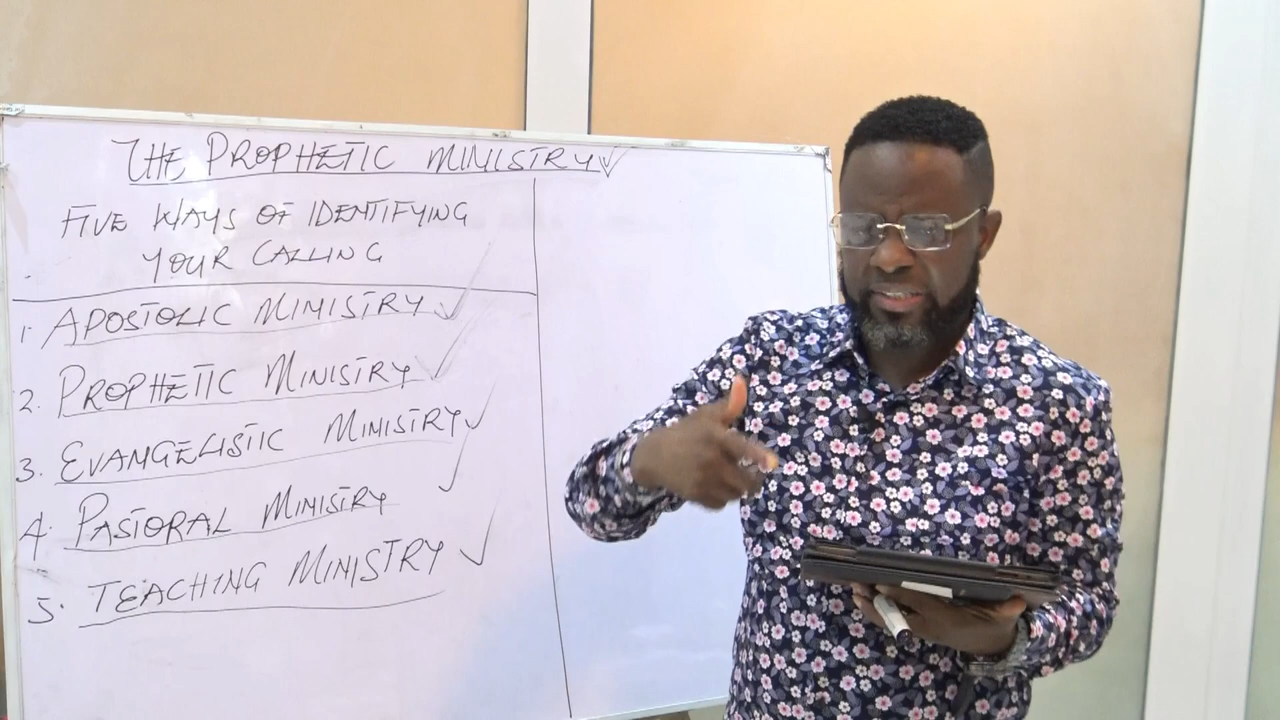 THE PROPHETIC MINISTRY
FIVE WAYS OF IDENTIFYING
YOUR CALLING
1. APOSTOLIC MINISTRY
2. PROPHETIC MINISTRY
3. EVANGELISTIC MINISTRY
4. PASTORAL MINISTRY
5. TEACHING MINISTRY